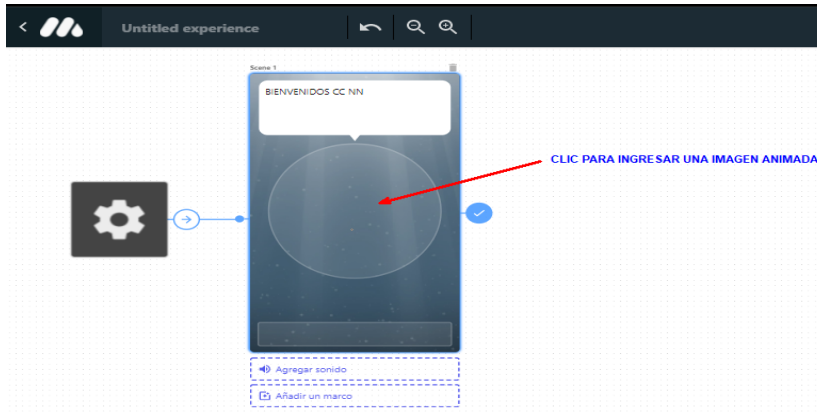 Untitled experience
Scene 1
BIENVENIDOS CC NN
CLIC PARA INGRESAR UNA IMAGEN ANIMADA
Agregar sonido
Añadir un marco